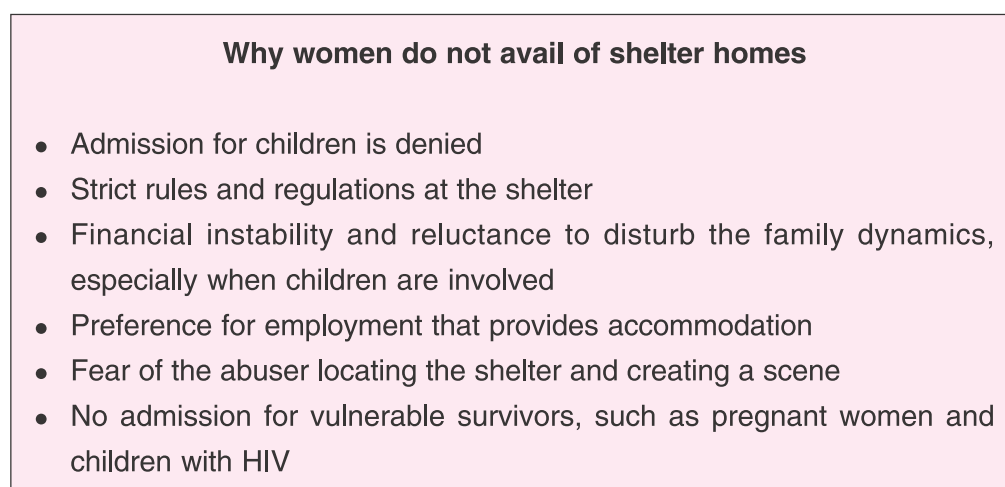 Why women do not avail of shelter homes
• Admission for children is denied
• Strict rules and regulations at the shelter
• Financial instability and reluctance to disturb the family dynamics,
especially when children are involved
• Preference for employment that provides accommodation
• Fear of the abuser locating the shelter and creating a scene
• No admission for vulnerable survivors, such as pregnant women and
children with HIV